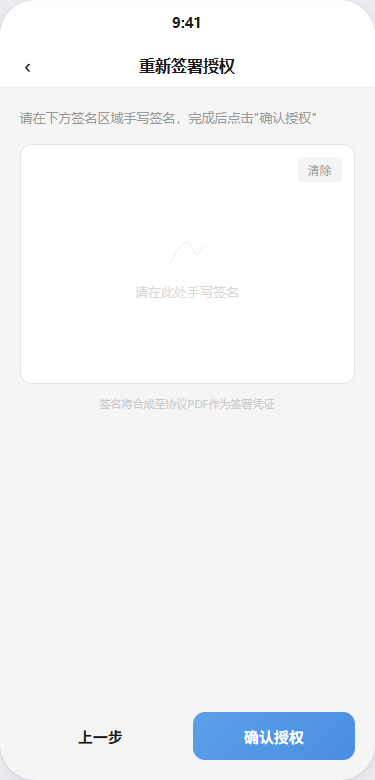 9:41
‹ 重新签署授权
请在下方签名区域手写签名，完成后点击"确认授权"
清除
请在此处手写签名
签名将合成至协议PDF作为签署凭证
上一步 确认授权